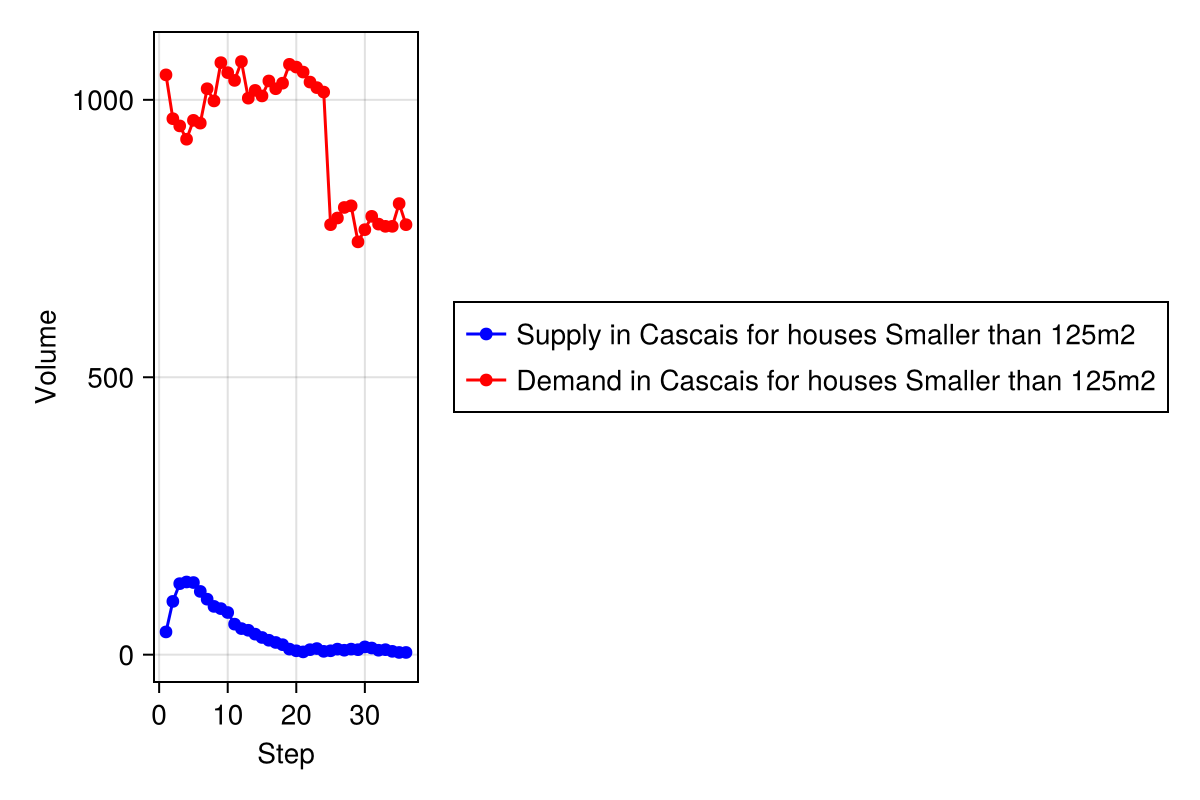 Volume
1000
500
0
0 10 20 30
Step
Supply in Cascais for houses Smaller than 125m2
Demand in Cascais for houses Smaller than 125m2